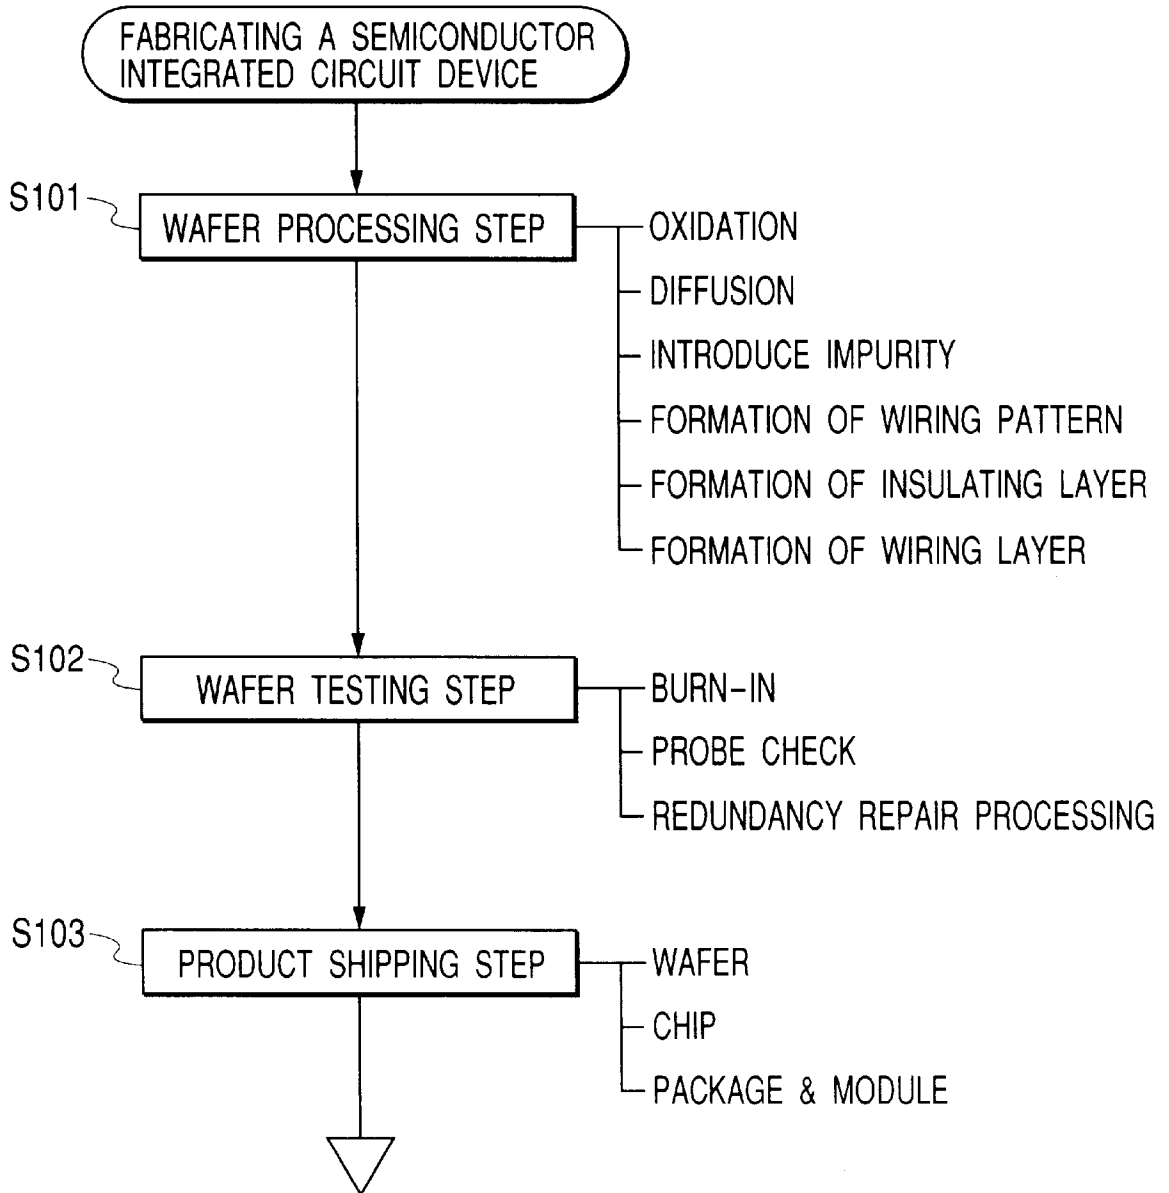 FABRICATING A SEMICONDUCTOR
INTEGRATED CIRCUIT DEVICE
S101
WAFER PROCESSING STEP
OXIDATION
DIFFUSION
INTRODUCE IMPURITY
FORMATION OF WIRING PATTERN
FORMATION OF INSULATING LAYER
FORMATION OF WIRING LAYER
S102
WAFER TESTING STEP
BURN-IN
PROBE CHECK
REDUNDANCY REPAIR PROCESSING
S103
PRODUCT SHIPPING STEP
WAFER
CHIP
PACKAGE & MODULE